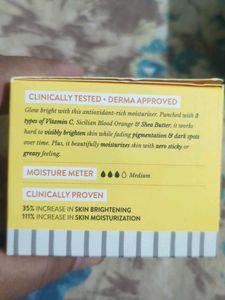 CLINICALLY TESTED • DERMA APPROVED
Glow bright with this antioxidant-rich moisturizer. Punched with 3
types of Vitamin C, Sicilian Blood Orange & Shea Butter, it works
hard to visibly brighten skin while fading pigmentation & dark spots
over time. Plus, it beautifully moisturizes skin with zero sticky or
greasy feeling.
MOISTURE METER Medium
CLINICALLY PROVEN
35% INCREASE IN SKIN BRIGHTENING
111% INCREASE IN SKIN MOISTURIZATION